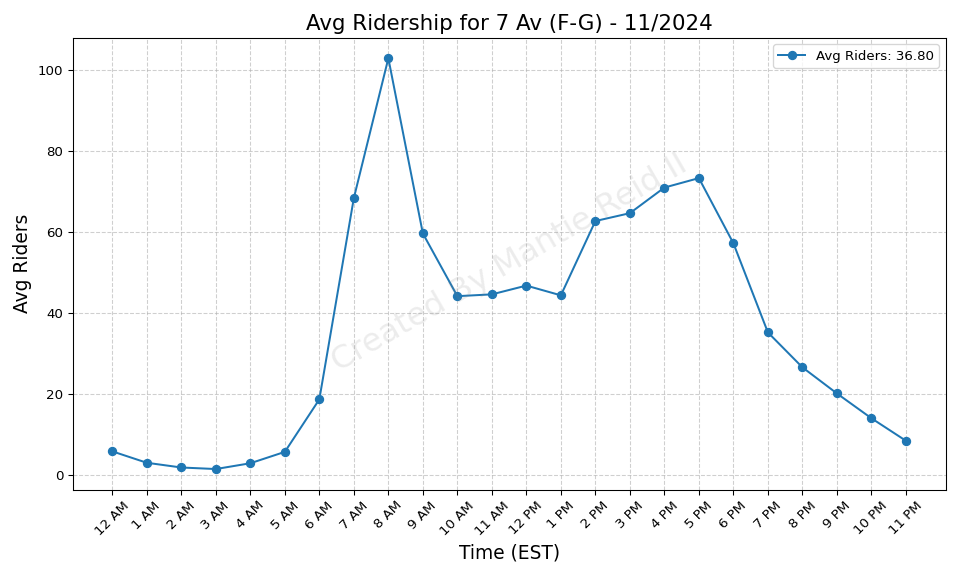 Avg Ridership for 7 Av (F-G) - 11/2024
Avg Riders: 36.80
Avg Riders
100
80
60
40
20
0
Created By Mantie Reid II
12 AM
1 AM
2 AM
3 AM
4 AM
5 AM
6 AM
7 AM
8 AM
9 AM
10 AM
11 AM
12 PM
1 PM
2 PM
3 PM
4 PM
5 PM
6 PM
7 PM
8 PM
9 PM
10 PM
11 PM
Time (EST)